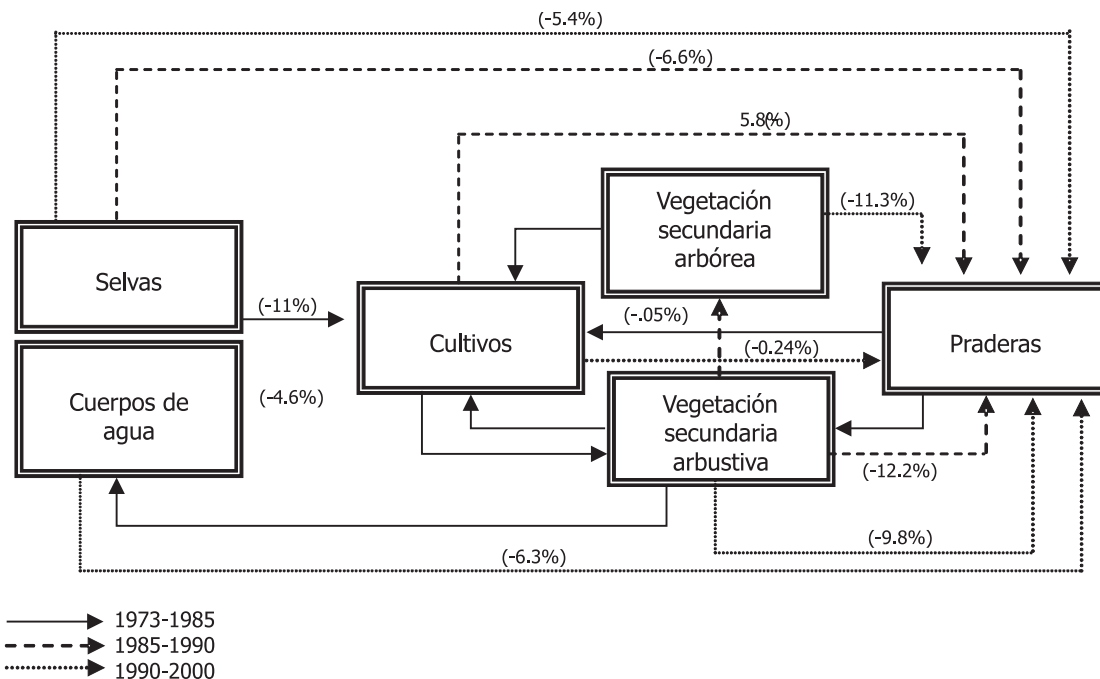 (-5.4%)
(-6.6%)
5.8(%)
Vegetación
secundaria
arbórea
(-11.3%)
Selvas
(-11%)
Cultivos
(-.05%)
(-0.24%)
Praderas
Cuerpos de
agua
(-4.6%)
Vegetación
secundaria
arbustiva
(-12.2%)
(-9.8%)
(-6.3%)
1973-1985
1985-1990
1990-2000